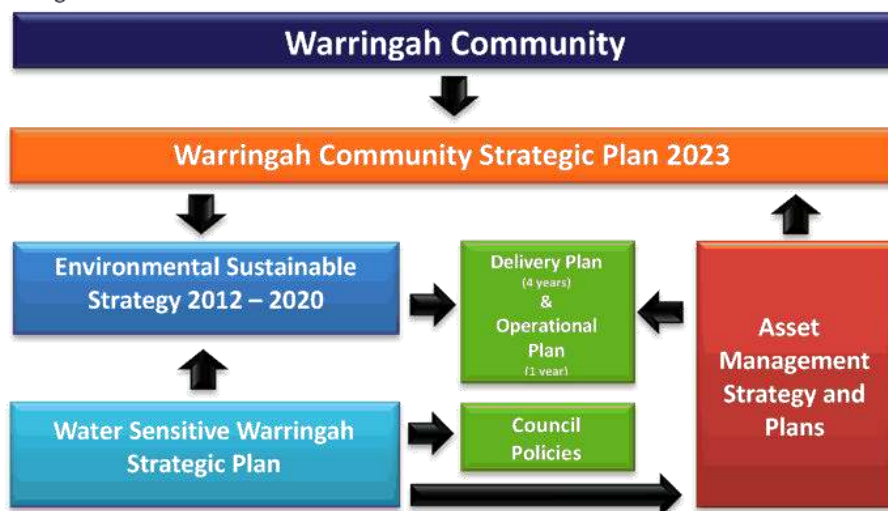 Warringah Community
Warringah Community Strategic Plan 2023
Environmental Sustainable
Strategy 2012 – 2020
Delivery Plan
(4 years)
&
Operational
Plan
(1 year)
Asset
Management
Strategy and
Plans
Water Sensitive Warringah
Strategic Plan
Council
Policies